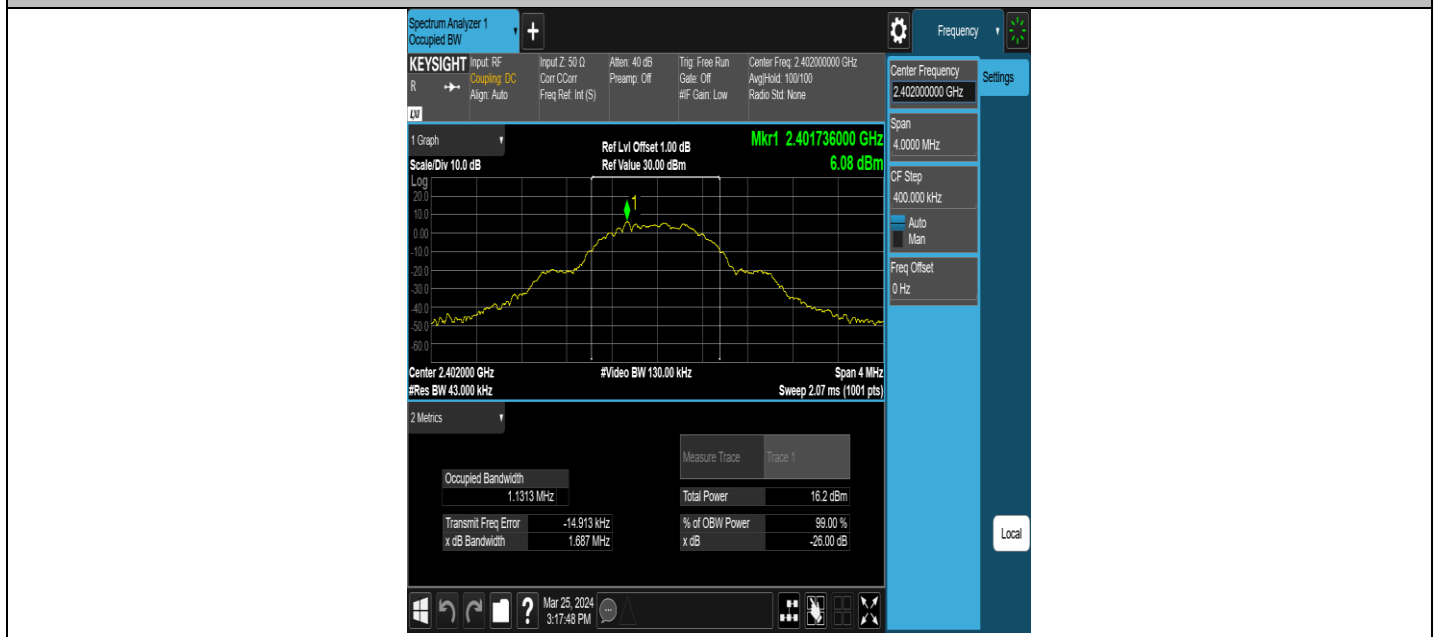 Spectrum Analyzer 1
Occupied BW
+
Frequency
KEYSIGHT
R
LXI
Input: RF
Coupling: DC
Align: Auto
Input Z: 50 Ω
Corr CCorr
Freq Ref: Int (S)
Atten: 40 dB
Preamp: Off
Trig: Free Run
Gate: Off
#IF Gain: Low
Center Freq: 2.402000000 GHz
Avg|Hold: 100/100
Radio Std: None
Center Frequency
2.402000000 GHz
Settings
Span
4.0000 MHz
CF Step
400.000 kHz
Auto
Man
Freq Offset
0 Hz
Local
1 Graph
Scale/Div 10.0 dB
Ref Lvl Offset 1.00 dB
Ref Value 30.00 dBm
Mkr1 2.401736000 GHz
6.08 dBm
Log
20.0
10.0
0.00
-10.0
-20.0
-30.0
-40.0
-50.0
-60.0
1
Center 2.402000 GHz
#Res BW 43.000 kHz
#Video BW 130.00 kHz
Span 4 MHz
Sweep 2.07 ms (1001 pts)
2 Metrics
Measure Trace Trace 1
Occupied Bandwidth
1.1313 MHz
Total Power 16.2 dBm
Transmit Freq Error -14.913 kHz
% of OBW Power 99.00 %
x dB Bandwidth 1.687 MHz
x dB -26.00 dB
?
Mar 25, 2024
3:17:48 PM